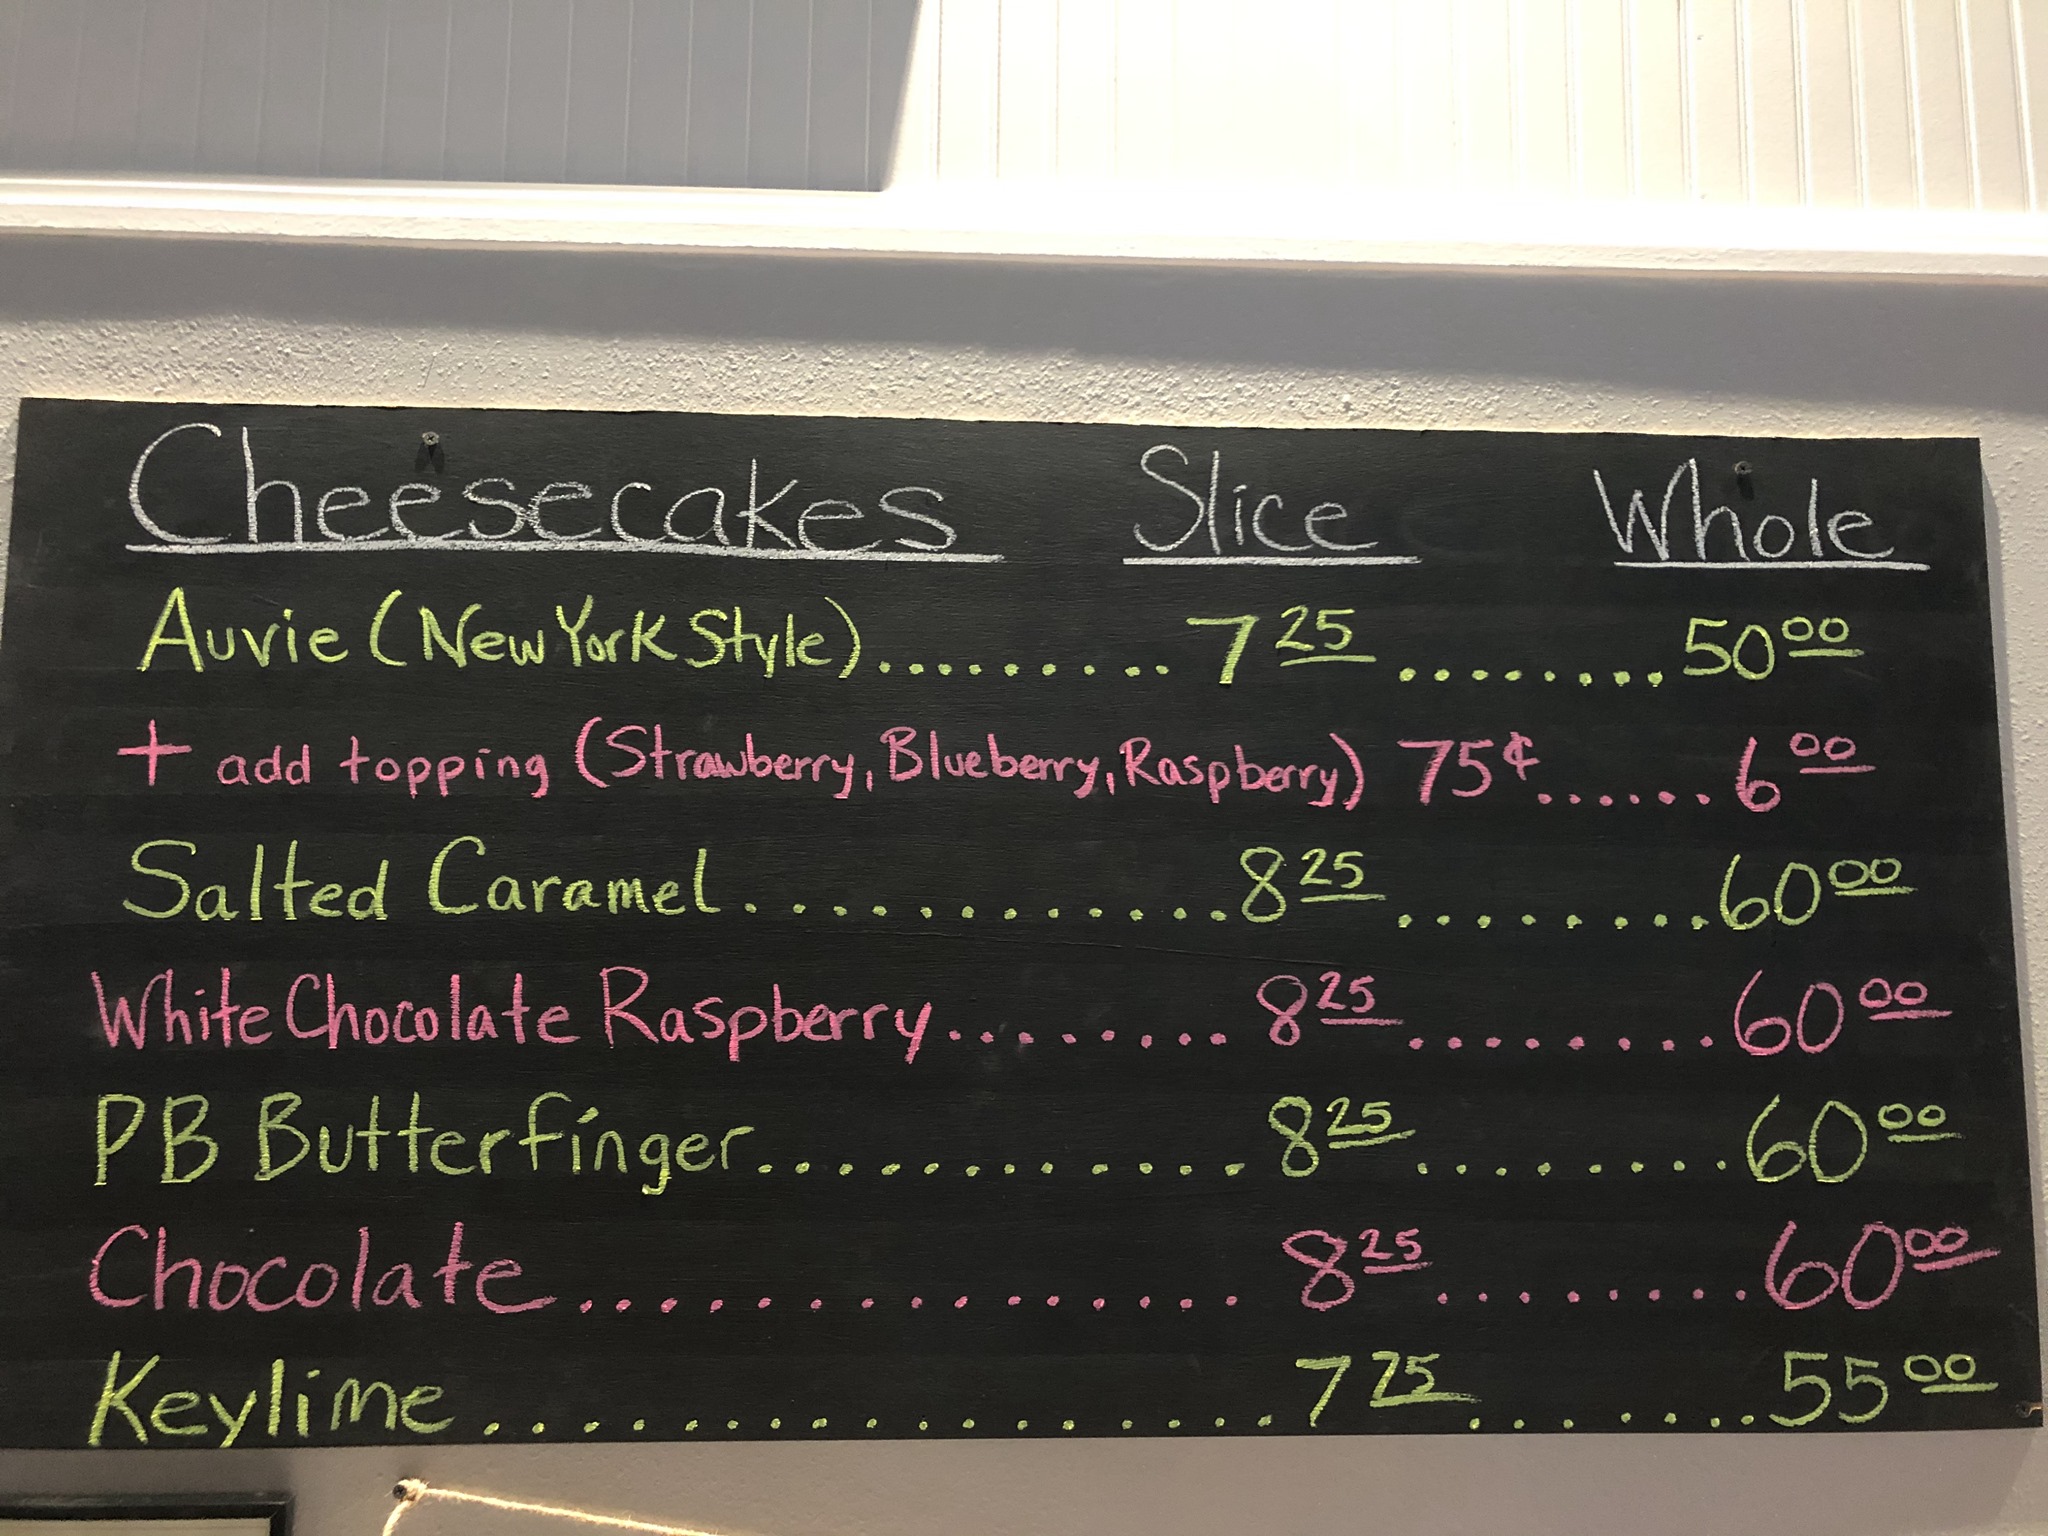 Cheesecakes Slice Whole
Auvie (New York Style)......... 7 25 ........ 50 00
+ add topping (Strawberry, Blueberry, Raspberry) 75¢ ...... 6 00
Salted Caramel ............ 8 25 ........ 60 00
White Chocolate Raspberry ........ 8 25 ........ 60 00
PB Butterfinger ............. 8 25 ........ 60 00
Chocolate ............... 8 25 ........ 60 00
Keylime .................. 7 25 ....... 55 00